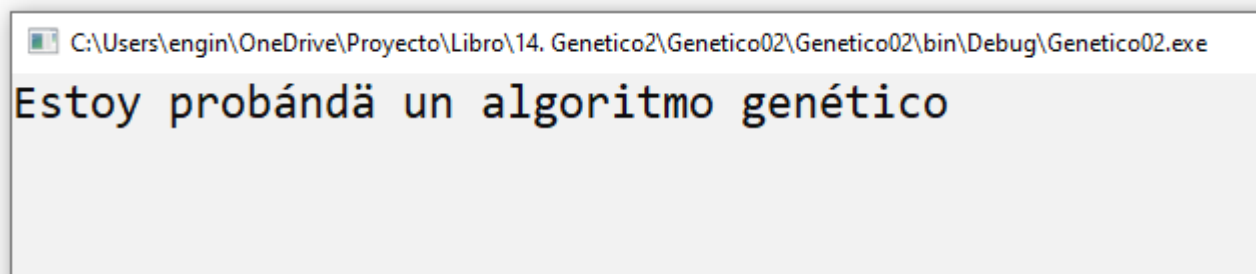 C:\Users\engin\OneDrive\Proyecto\Libro\14. Genetico2\Genetico02\Genetico02\bin\Debug\Genetico02.exe
Estoy probándä un algoritmo genético